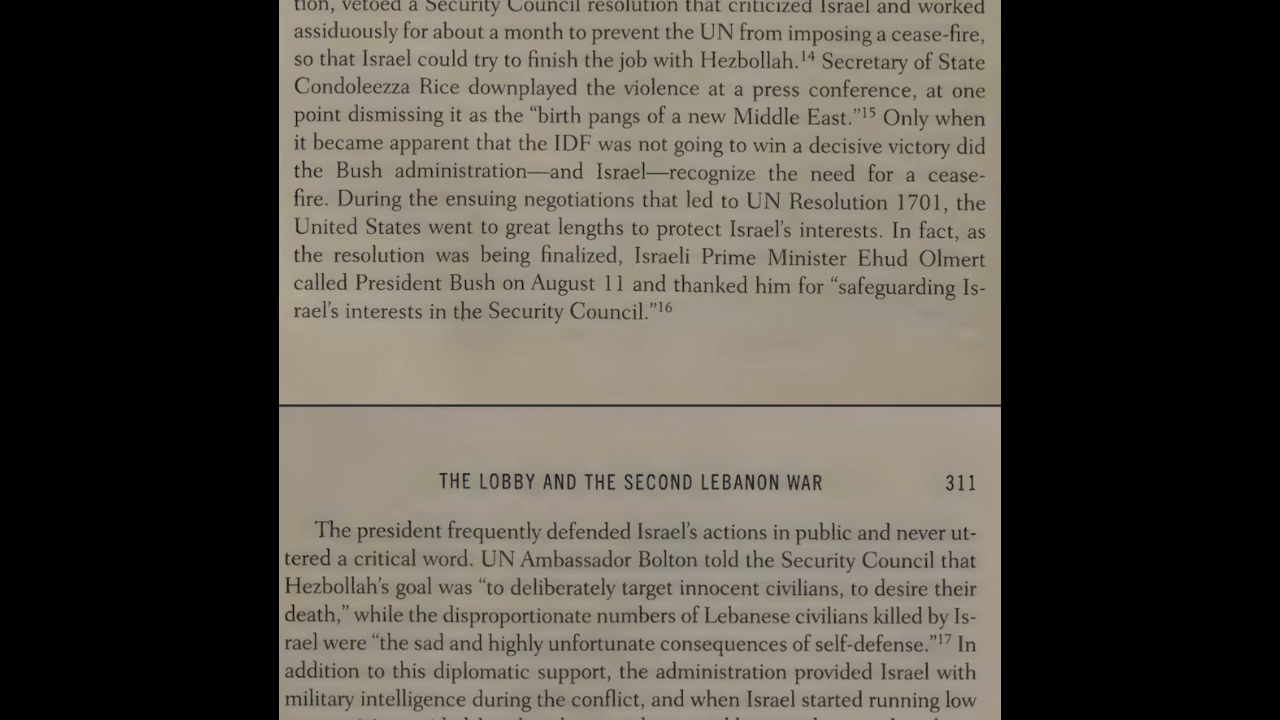 tion, vetoed a Security Council resolution that criticized Israel and worked
assiduously for about a month to prevent the UN from imposing a cease-fire,
so that Israel could try to finish the job with Hezbollah.¹⁴ Secretary of State
Condoleezza Rice downplayed the violence at a press conference, at one
point dismissing it as the “birth pangs of a new Middle East.”¹⁵ Only when
it became apparent that the IDF was not going to win a decisive victory did
the Bush administration—and Israel—recognize the need for a cease-
fire. During the ensuing negotiations that led to UN Resolution 1701, the
United States went to great lengths to protect Israel’s interests. In fact, as
the resolution was being finalized, Israeli Prime Minister Ehud Olmert
called President Bush on August 11 and thanked him for “safeguarding Is-
rael’s interests in the Security Council.”¹⁶
THE LOBBY AND THE SECOND LEBANON WAR 311
The president frequently defended Israel’s actions in public and never ut-
tered a critical word. UN Ambassador Bolton told the Security Council that
Hezbollah’s goal was “to deliberately target innocent civilians, to desire their
death,” while the disproportionate numbers of Lebanese civilians killed by Is-
rael were “the sad and highly unfortunate consequences of self-defense.”¹⁷ In
addition to this diplomatic support, the administration provided Israel with
military intelligence during the conflict, and when Israel started running low